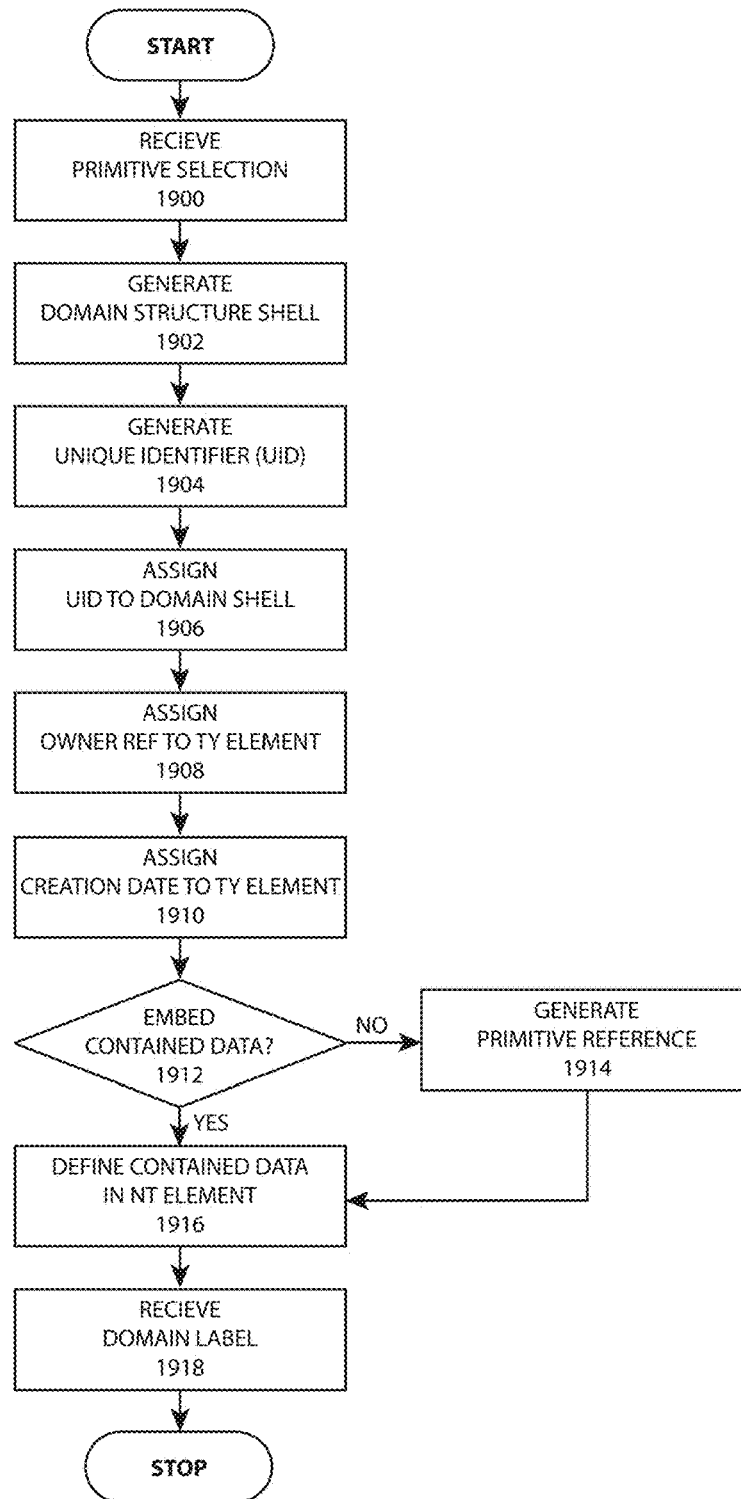 START
RECIEVE
PRIMITIVE SELECTION
1900
GENERATE
DOMAIN STRUCTURE SHELL
1902
GENERATE
UNIQUE IDENTIFIER (UID)
1904
ASSIGN
UID TO DOMAIN SHELL
1906
ASSIGN
OWNER REF TO TY ELEMENT
1908
ASSIGN
CREATION DATE TO TY ELEMENT
1910
EMBED
CONTAINED DATA?
1912
NO
GENERATE
PRIMITIVE REFERENCE
1914
YES
DEFINE CONTAINED DATA
IN NT ELEMENT
1916
RECIEVE
DOMAIN LABEL
1918
STOP